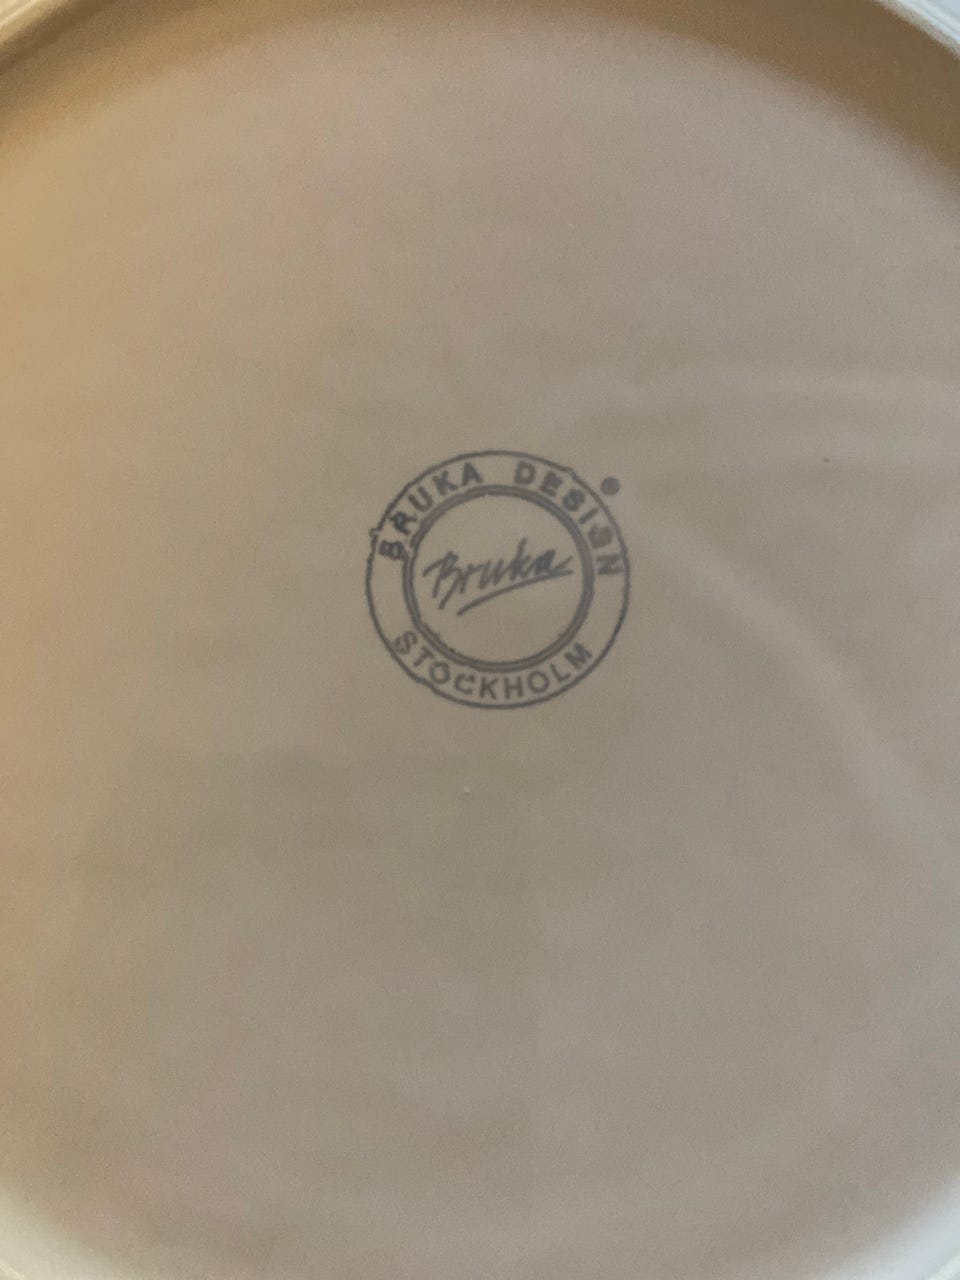 BRUKA DESIGN
®
Bruka
STOCKHOLM